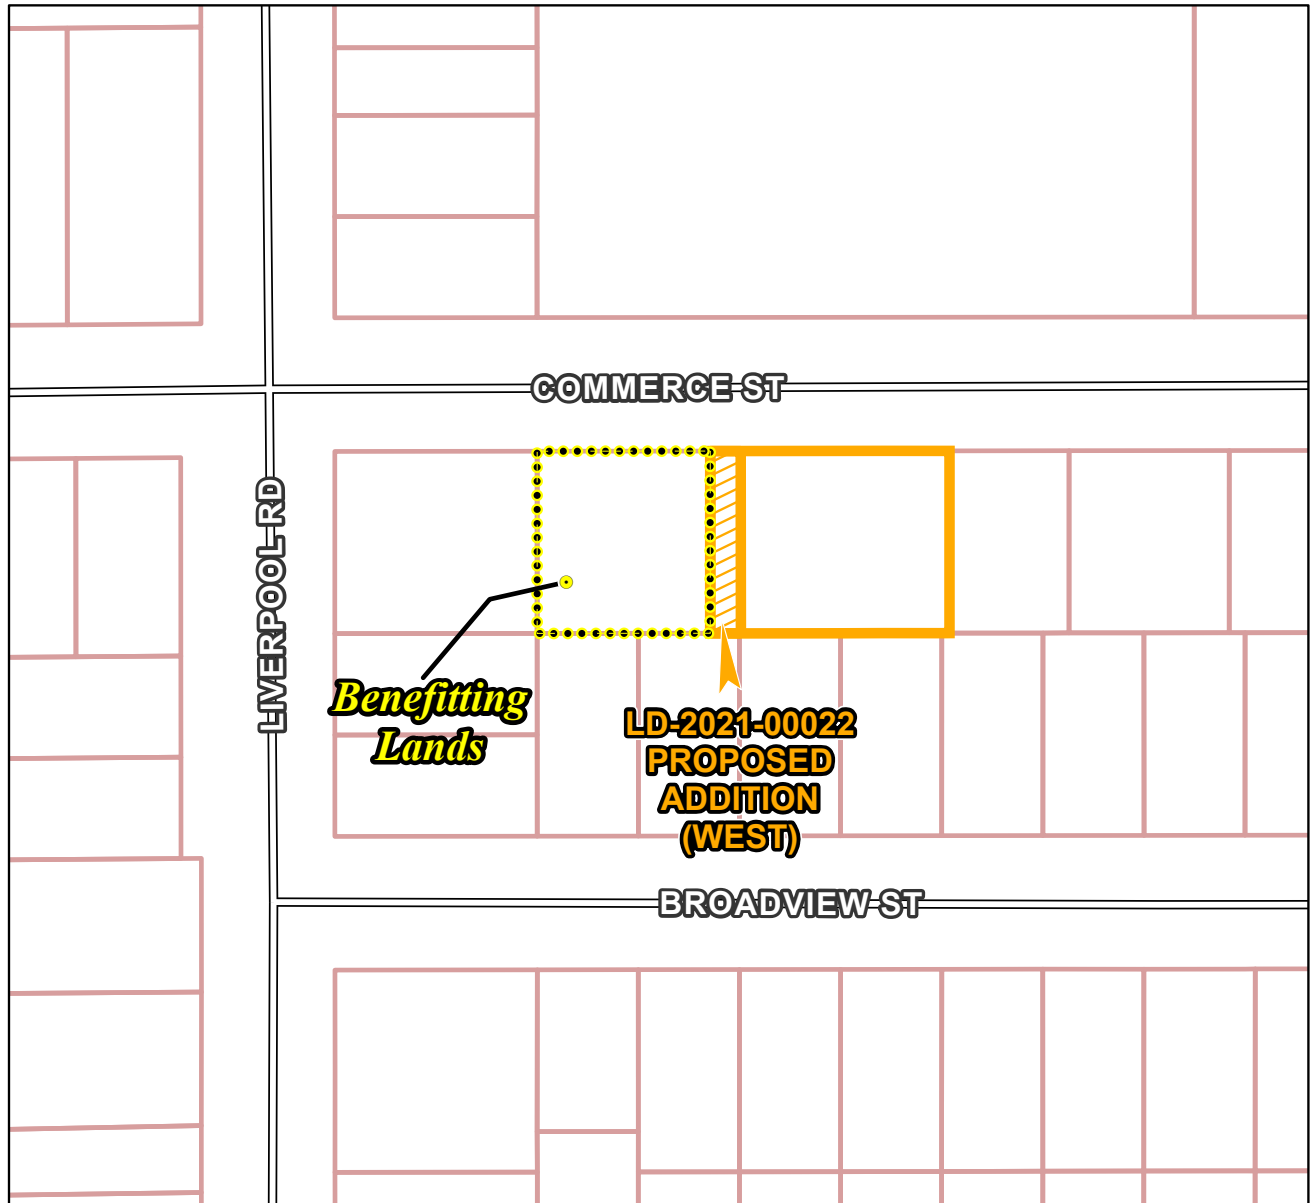 COMMERCE ST
LIVERPOOL RD
Benefitting
Lands
LD-2021-00022
PROPOSED
ADDITION
(WEST)
BROADVIEW ST